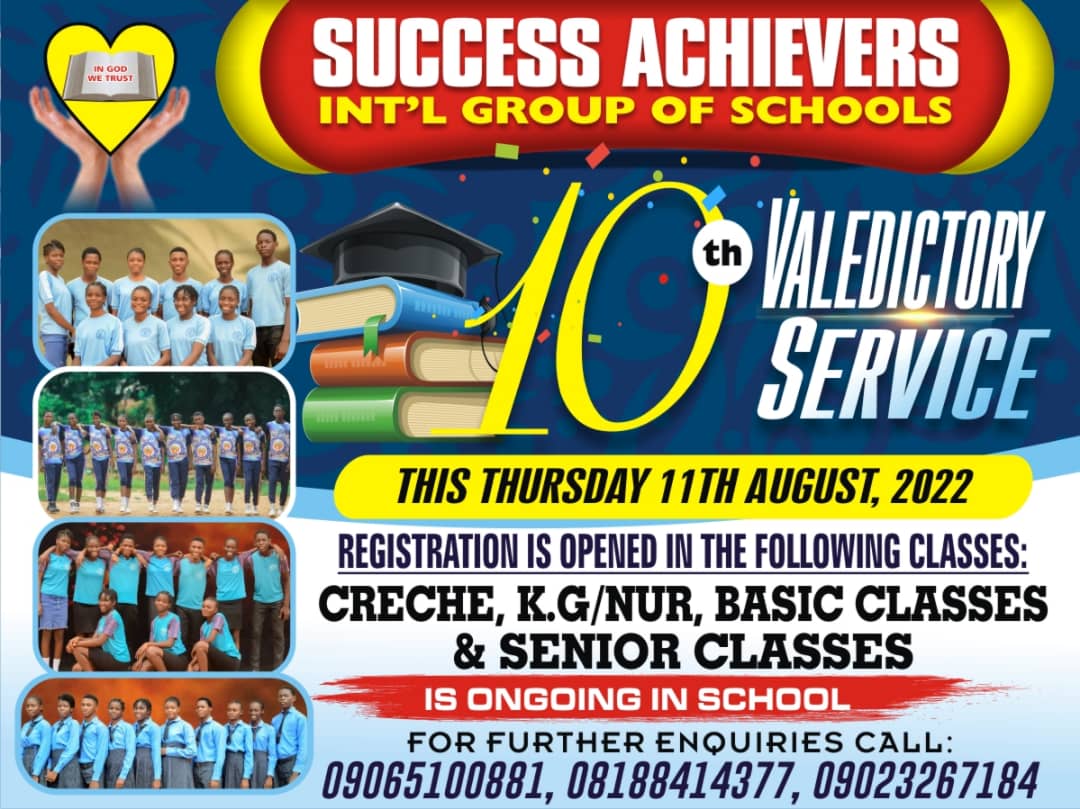 IN GOD
WE TRUST
SUCCESS ACHIEVERS
INT'L GROUP OF SCHOOLS
10th
VALEDICTORY
SERVICE
THIS THURSDAY 11TH AUGUST, 2022
REGISTRATION IS OPENED IN THE FOLLOWING CLASSES:
CRECHE, K.G/NUR, BASIC CLASSES
& SENIOR CLASSES
IS ONGOING IN SCHOOL
FOR FURTHER ENQUIRIES CALL:
09065100881, 08188414377, 09023267184